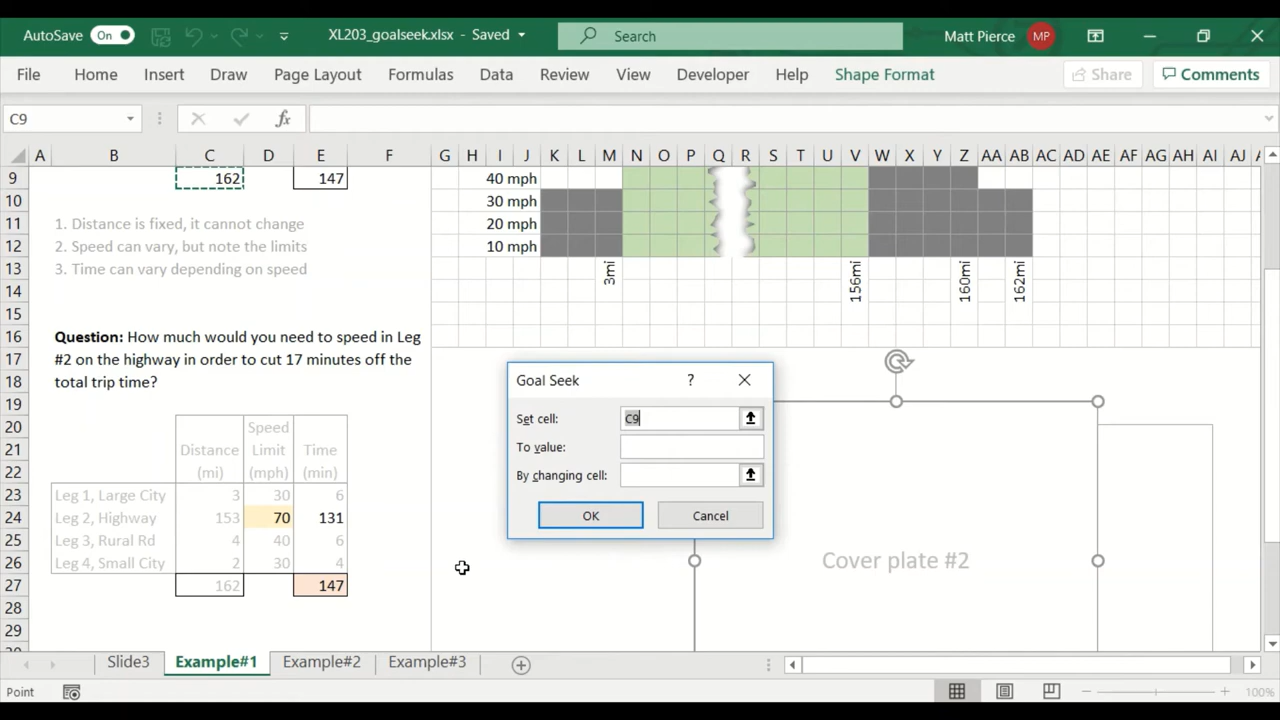 AutoSave On XL203_goalseek.xlsx - Saved Search Matt Pierce MP
File Home Insert Draw Page Layout Formulas Data Review View Developer Help Shape Format Share Comments
C9 fx
A B C D E F G H I J K L M N O P Q R S T U V W X Y Z AA AB AC AD AE AF AG AH AI AJ
9 162 147 40 mph
10 30 mph
11 1. Distance is fixed, it cannot change 20 mph
12 2. Speed can vary, but note the limits 10 mph
13 3. Time can vary depending on speed 3mi 156mi 160mi 162mi
14
15
16 Question: How much would you need to speed in Leg
17 #2 on the highway in order to cut 17 minutes off the
18 total trip time?
19
20 Speed
21 Distance Limit Time
22 (mi) (mph) (min)
23 Leg 1, Large City 3 30 6
24 Leg 2, Highway 153 70 131
25 Leg 3, Rural Rd 4 40 6
26 Leg 4, Small City 2 30 4
27 162 147
28
29
Goal Seek ?
Set cell: C9
To value:
By changing cell:
OK Cancel
Cover plate #2
Slide3 Example#1 Example#2 Example#3
Point 100%